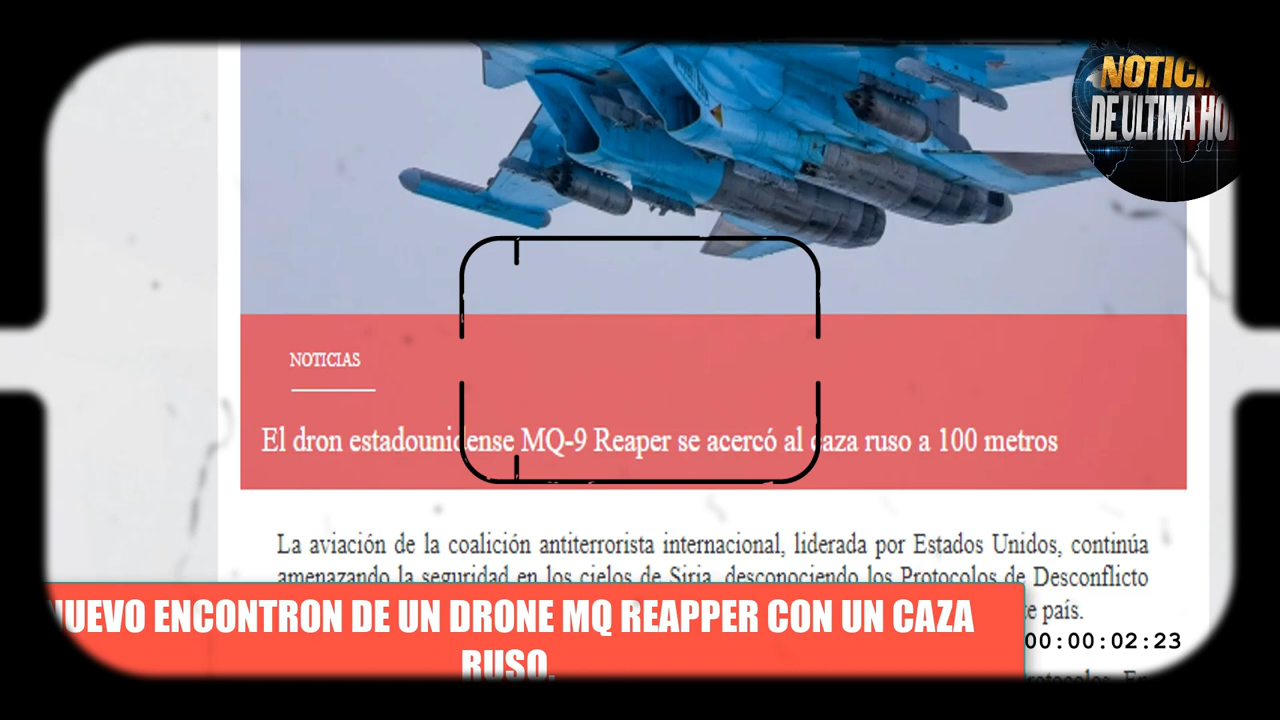 NOTICI
DE ULTIMA HO
NOTICIAS
El dron estadounidense MQ-9 Reaper se acercó al caza ruso a 100 metros
La aviación de la coalición antiterrorista internacional, liderada por Estados Unidos, continúa
amenazando la seguridad en los cielos de Siria, desconociendo los Protocolos de Desconflicto
te país.
00:00:02:23
NUEVO ENCONTRON DE UN DRONE MQ REAPPER CON UN CAZA
RUSO.